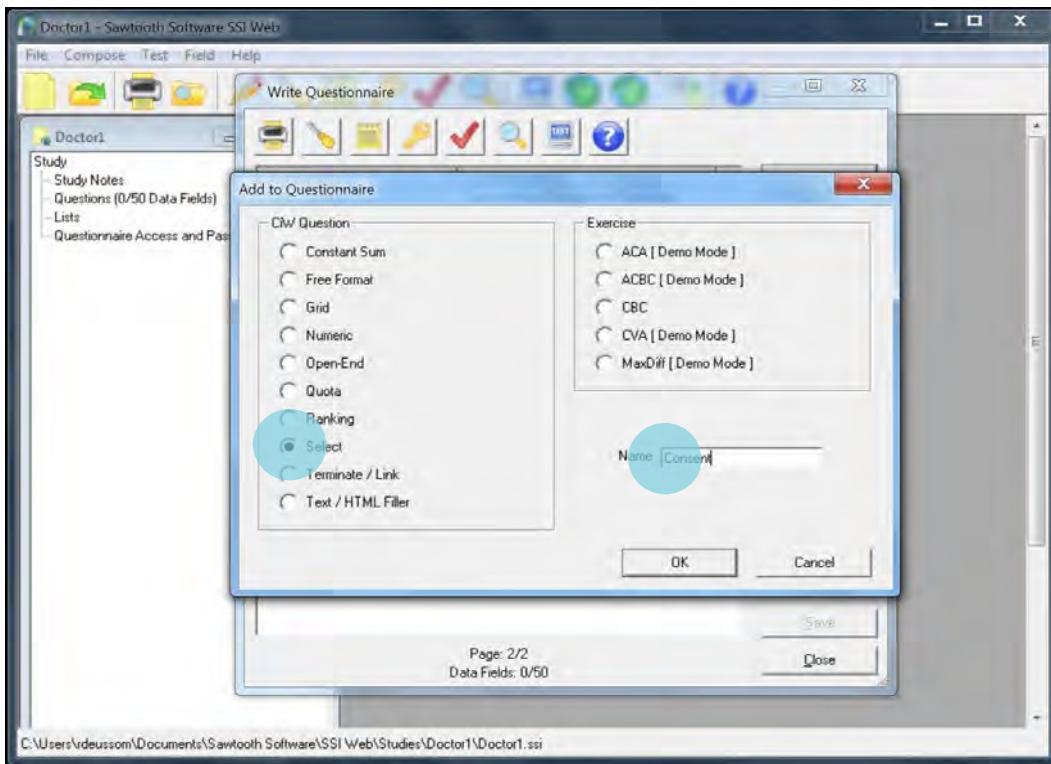 Doctor1 - Sawtooth Software SSI Web
File Compose Test Field Help
Write Questionnaire
Doctor1
Study
Study Notes
Questions (0/50 Data Fields)
Lists
Questionnaire Access and Pas
Add to Questionnaire
CiW Question
Constant Sum
Free Format
Grid
Numeric
Open-End
Quota
Ranking
Select
Terminate / Link
Text / HTML Filler
Exercise
ACA [ Demo Mode ]
ACBC [ Demo Mode ]
CBC
CVA [ Demo Mode ]
MaxDiff [ Demo Mode ]
Name Consent
OK Cancel
Save
Page: 2/2
Data Fields: 0/50
Close
C:\Users\rdeussom\Documents\Sawtooth Software\SSI Web\Studies\Doctor1\Doctor1.ssi